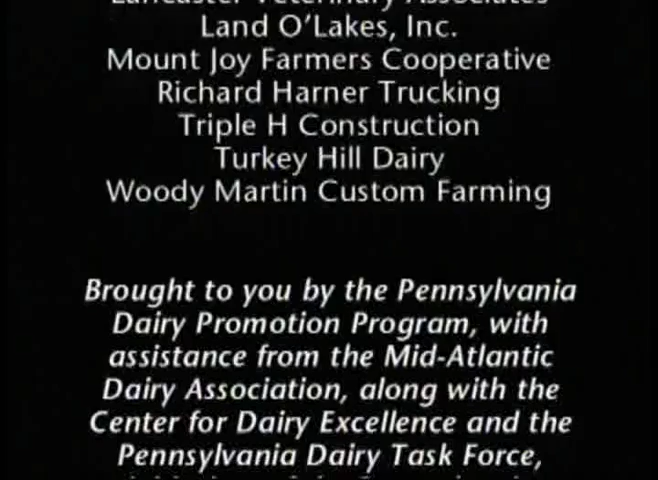 Lancaster Veterinary Associates
Land O'Lakes, Inc.
Mount Joy Farmers Cooperative
Richard Harner Trucking
Triple H Construction
Turkey Hill Dairy
Woody Martin Custom Farming
Brought to you by the Pennsylvania
Dairy Promotion Program, with
assistance from the Mid-Atlantic
Dairy Association, along with the
Center for Dairy Excellence and the
Pennsylvania Dairy Task Force,